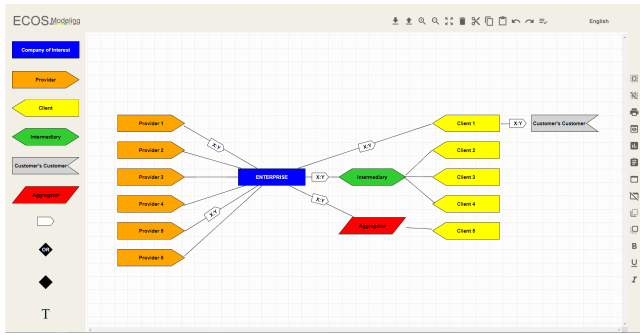 ECOS Modeling
English
Company of Interest
Provider
Client
Intermediary
Customer's Customer
Aggregator
OR
T
Provider 1
Provider 2
Provider 3
Provider 4
Provider 5
Provider 6
X:Y
X:Y
ENTERPRISE
X:Y
X:Y
X:Y
Intermediary
Aggregator
Client 1
Client 2
Client 3
Client 4
Client 5
X:Y
Customer's Customer
B
U
I